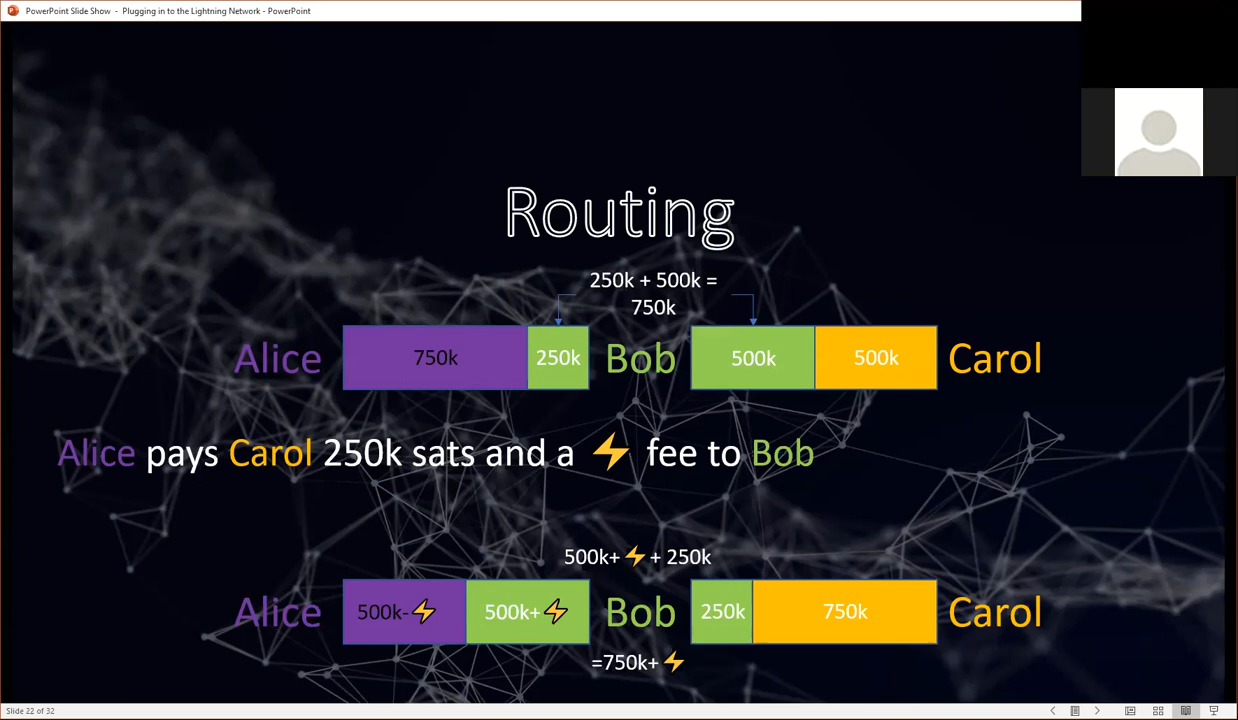 PowerPoint Slide Show - Plugging in to the Lightning Network - PowerPoint
Routing
250k + 500k =
750k
Alice 750k 250k Bob 500k 500k Carol
Alice pays Carol 250k sats and a ⚡ fee to Bob
500k+⚡+ 250k
Alice 500k-⚡ 500k+⚡ Bob 250k 750k Carol
=750k+⚡
Slide 22 of 32